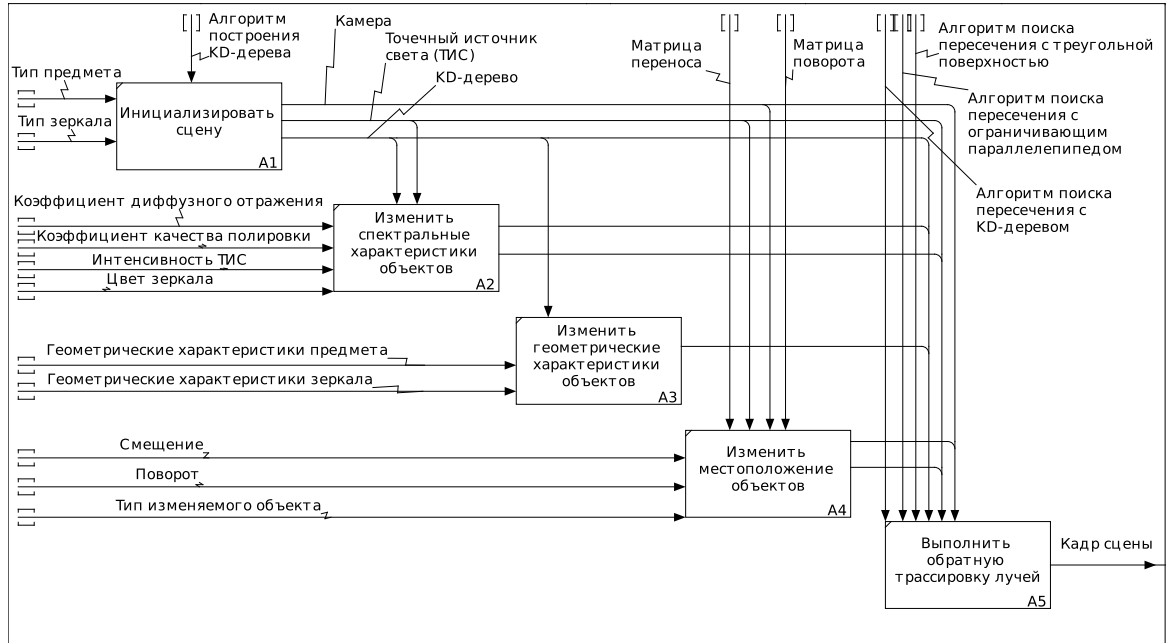 Алгоритм
построения
KD-дерева
Камера
Точечный источник
света (ТИС)
KD-дерево
Матрица
переноса
Матрица
поворота
Алгоритм поиска
пересечения с треугольной
поверхностью
Алгоритм поиска
пересечения с
ограничивающим
параллелепипедом
Алгоритм поиска
пересечения с
KD-деревом
Тип предмета
Тип зеркала
Инициализировать
сцену
A1
Коэффициент диффузного отражения
Коэффициент качества полировки
Интенсивность ТИС
Цвет зеркала
Изменить
спектральные
характеристики
объектов
A2
Геометрические характеристики предмета
Геометрические характеристики зеркала
Изменить
геометрические
характеристики
объектов
A3
Смещение
Поворот
Тип изменяемого объекта
Изменить
местоположение
объектов
A4
Выполнить
обратную
трассировку лучей
A5
Кадр сцены